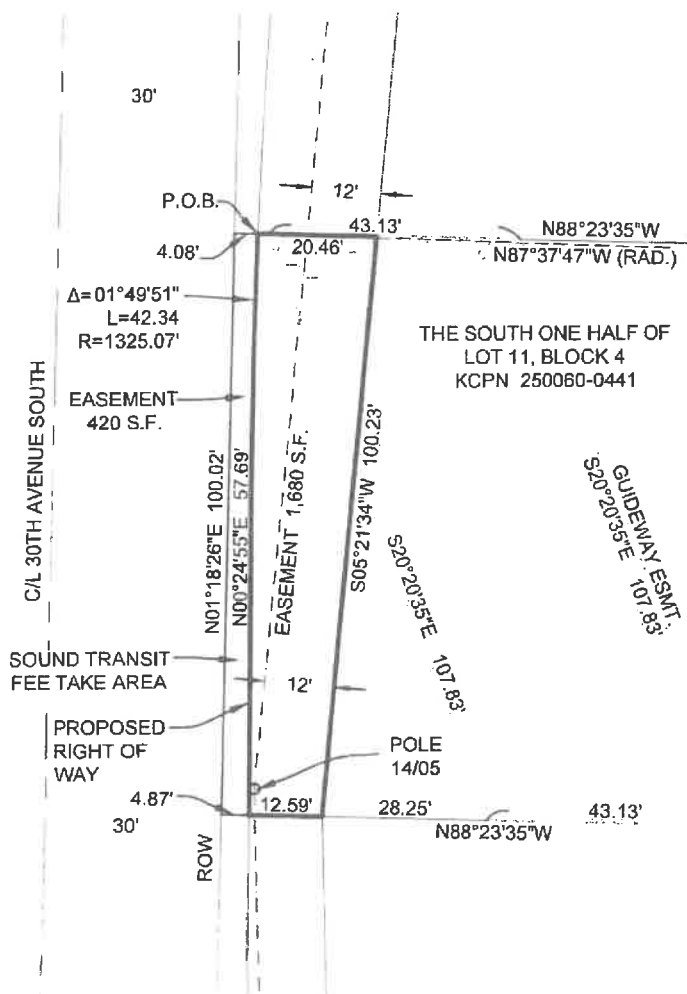 30'
12'
P.O.B.
43.13'
N88°23'35"W
4.08'
20.46'
N87°37'47"W (RAD.)
Δ=01°49'51"
L=42.34
R=1325.07'
THE SOUTH ONE HALF OF
LOT 11, BLOCK 4
KCPN 250060-0441
EASEMENT
420 S.F.
C/L 30TH AVENUE SOUTH
N01°18'26"E 100.02'
N00°24'55"E 57.69'
EASEMENT 1,680 S.F.
S05°21'34"W 100.23'
S20°20'35"E 107.83'
GUIDEWAY ESMT.
S20°20'35"E 107.83'
SOUND TRANSIT
FEE TAKE AREA
12'
PROPOSED
RIGHT OF
WAY
POLE
14/05
4.87'
12.59'
28.25'
43.13'
30'
N88°23'35"W
ROW